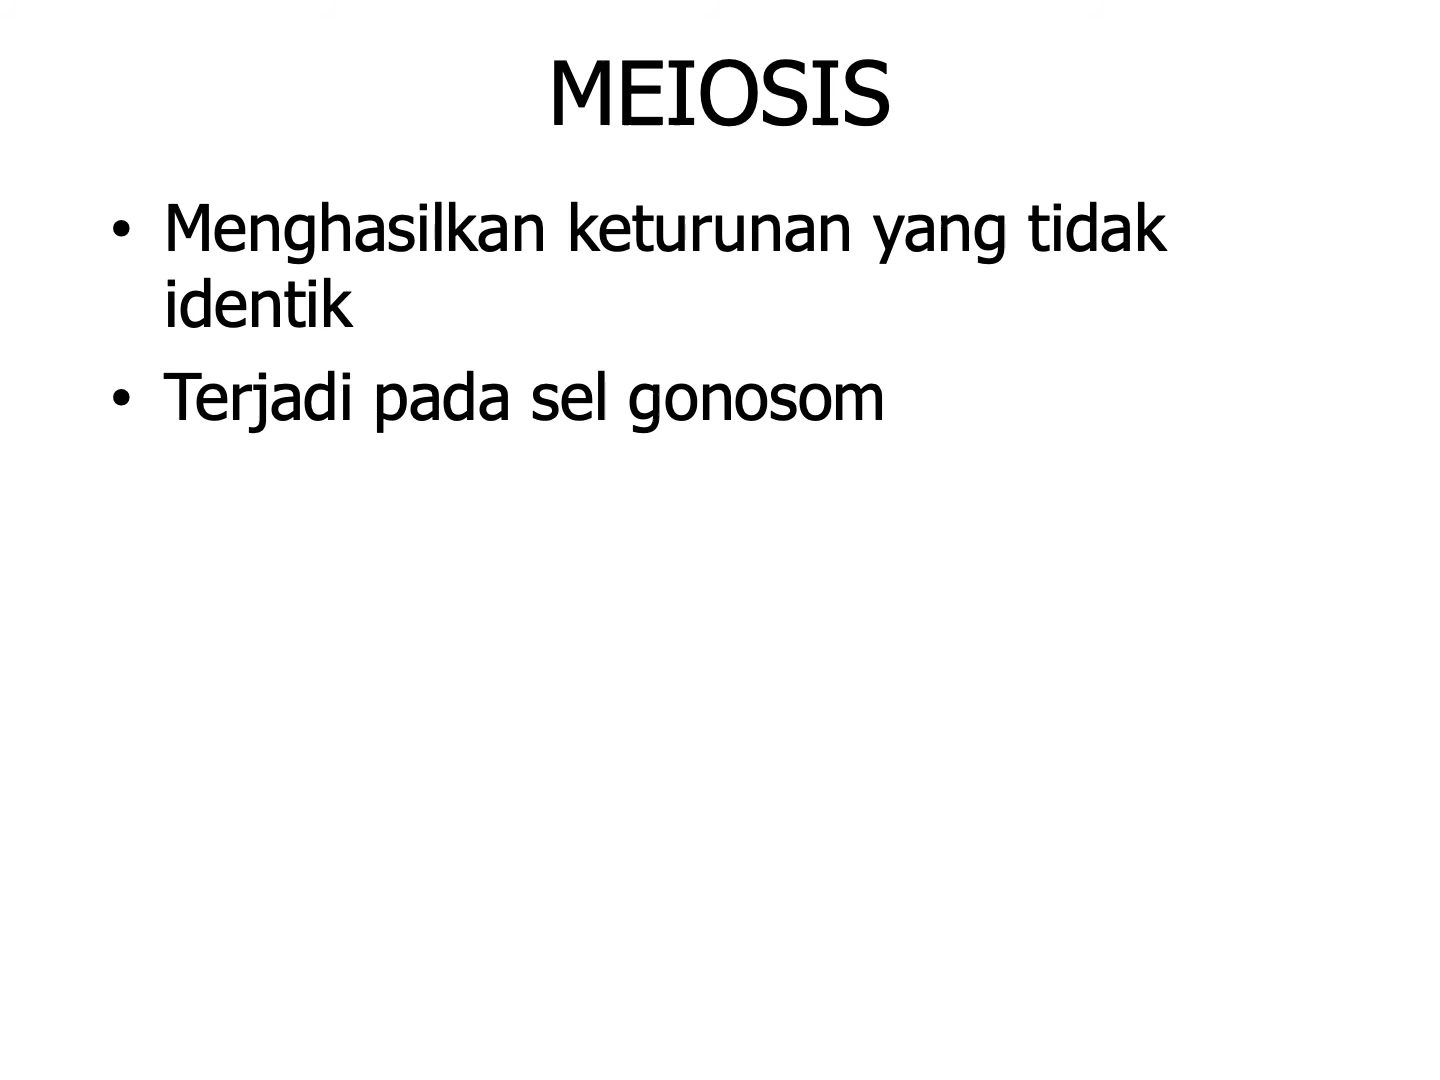 MEIOSIS
• Menghasilkan keturunan yang tidak
identik
• Terjadi pada sel gonosom